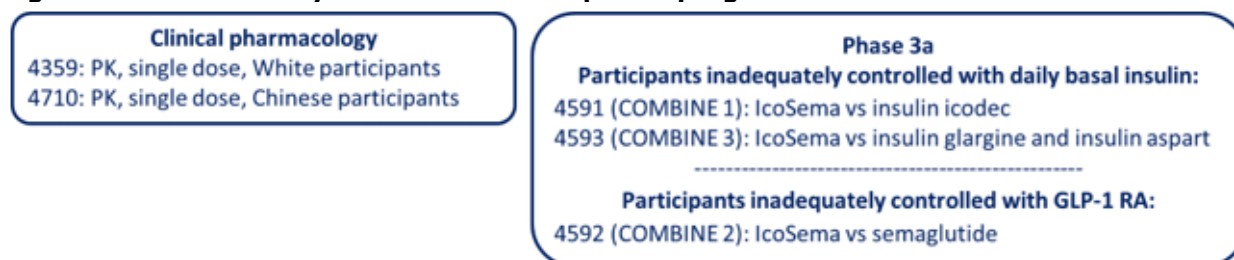 Clinical pharmacology
4359: PK, single dose, White participants
4710: PK, single dose, Chinese participants
Phase 3a
Participants inadequately controlled with daily basal insulin:
4591 (COMBINE 1): IcoSema vs insulin icodec
4593 (COMBINE 3): IcoSema vs insulin glargine and insulin aspart
------------------------------------------------------
Participants inadequately controlled with GLP-1 RA:
4592 (COMBINE 2): IcoSema vs semaglutide